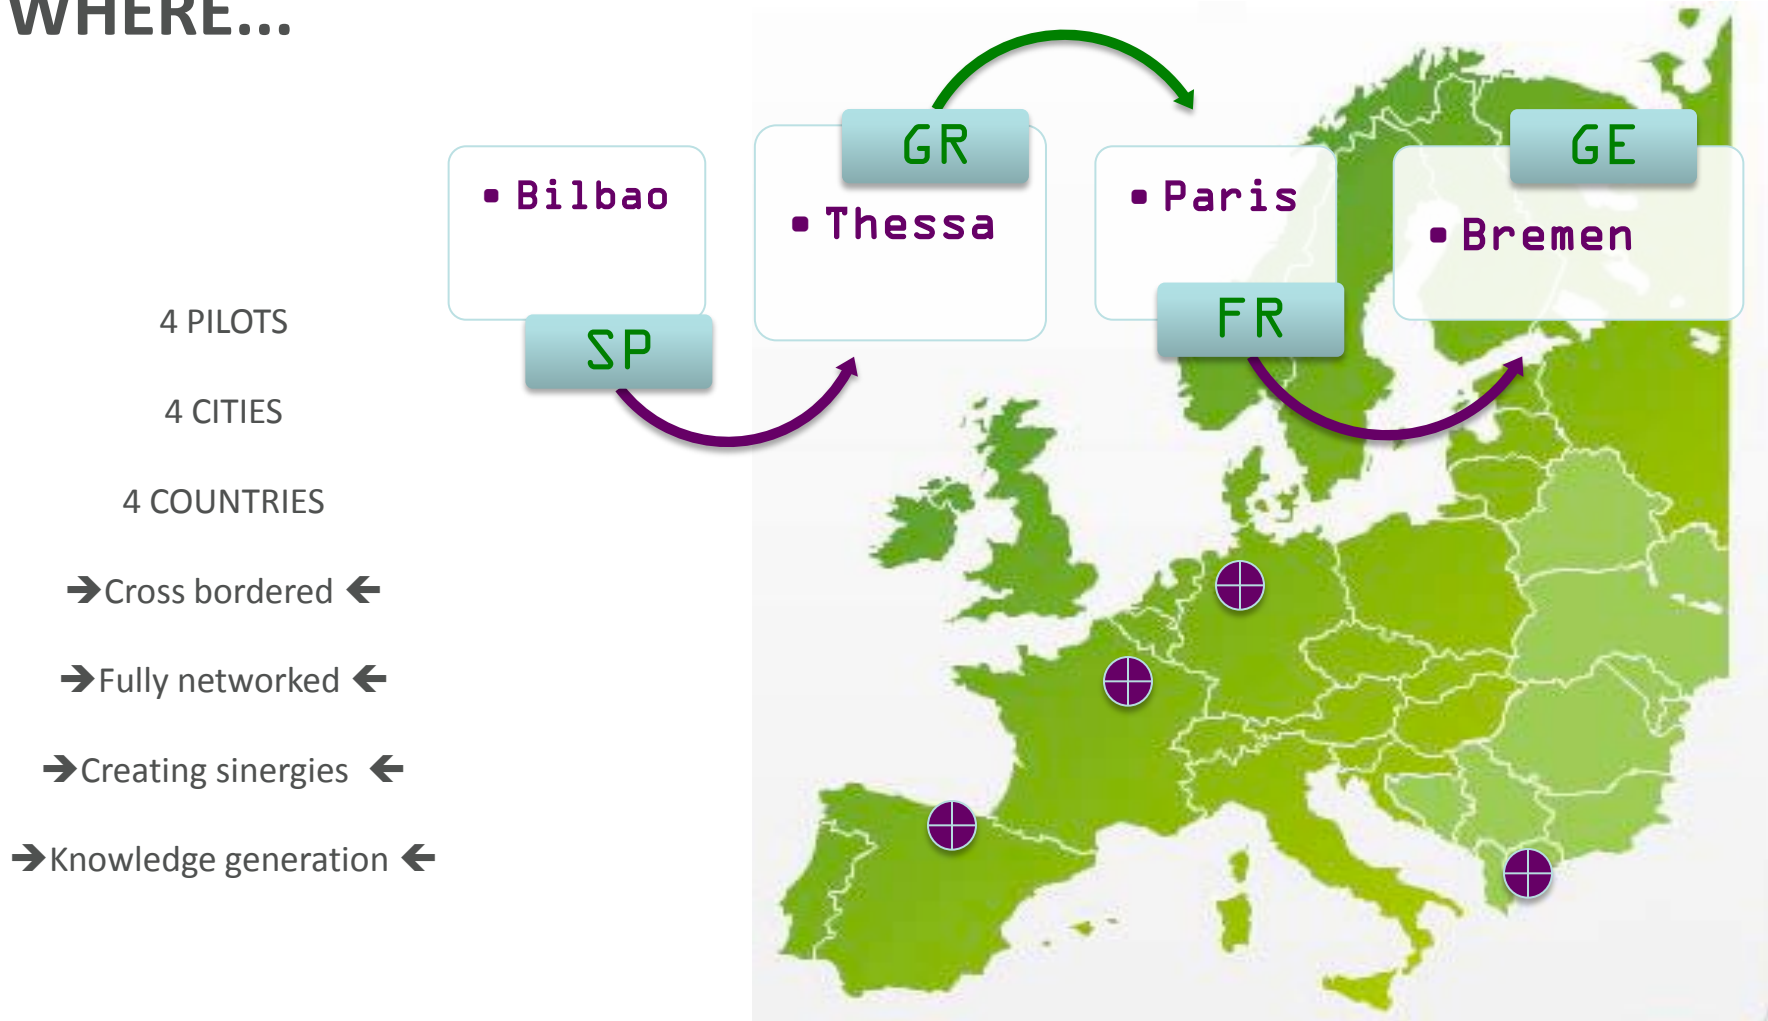 WHERE...
4 PILOTS
4 CITIES
4 COUNTRIES
➔Cross bordered 🡰
➔Fully networked 🡰
➔Creating sinergies 🡰
➔Knowledge generation 🡰
▪ Bilbao
SP
GR
▪ Thessa
▪ Paris
FR
GE
▪ Bremen